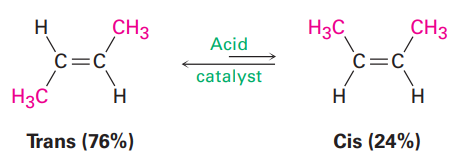 H CH3 H3C CH3
Acid
C=C C=C
catalyst
H3C H H H
Trans (76%) Cis (24%)